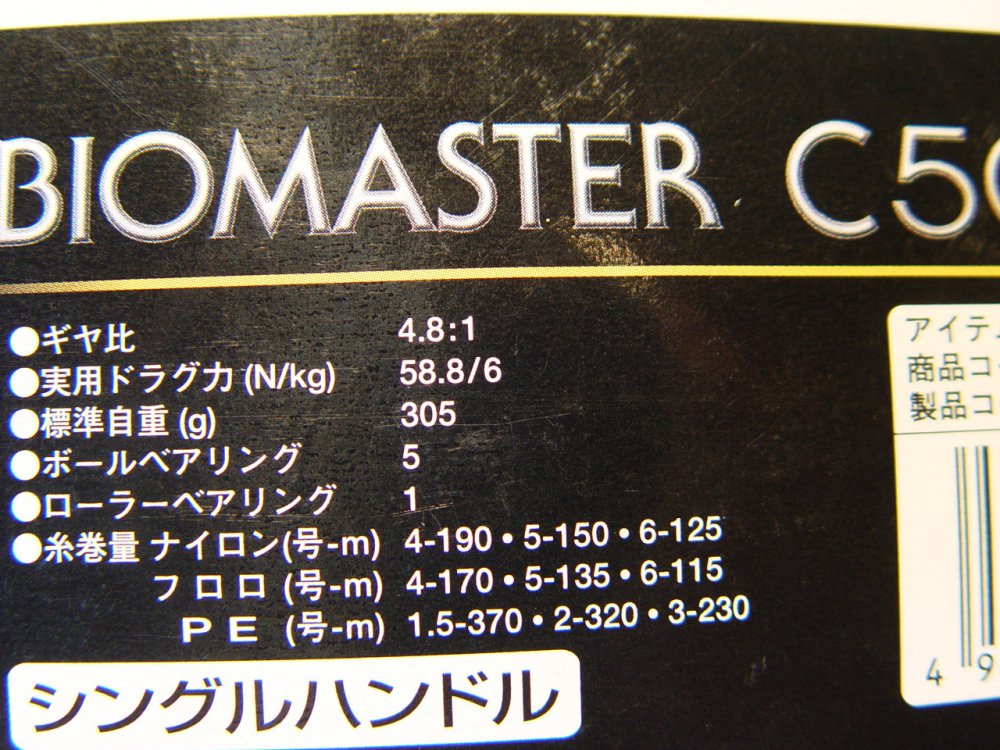 BIOMASTER C50
●ギヤ比 4.8:1
●実用ドラグ力 (N/kg) 58.8/6
●標準自重 (g) 305
●ボールベアリング 5
●ローラーベアリング 1
●糸巻量 ナイロン(号-m) 4-190・5-150・6-125
フロロ (号-m) 4-170・5-135・6-115
PE (号-m) 1.5-370・2-320・3-230
シングルハンドル
アイテ
商品コ
製品コ
4 9